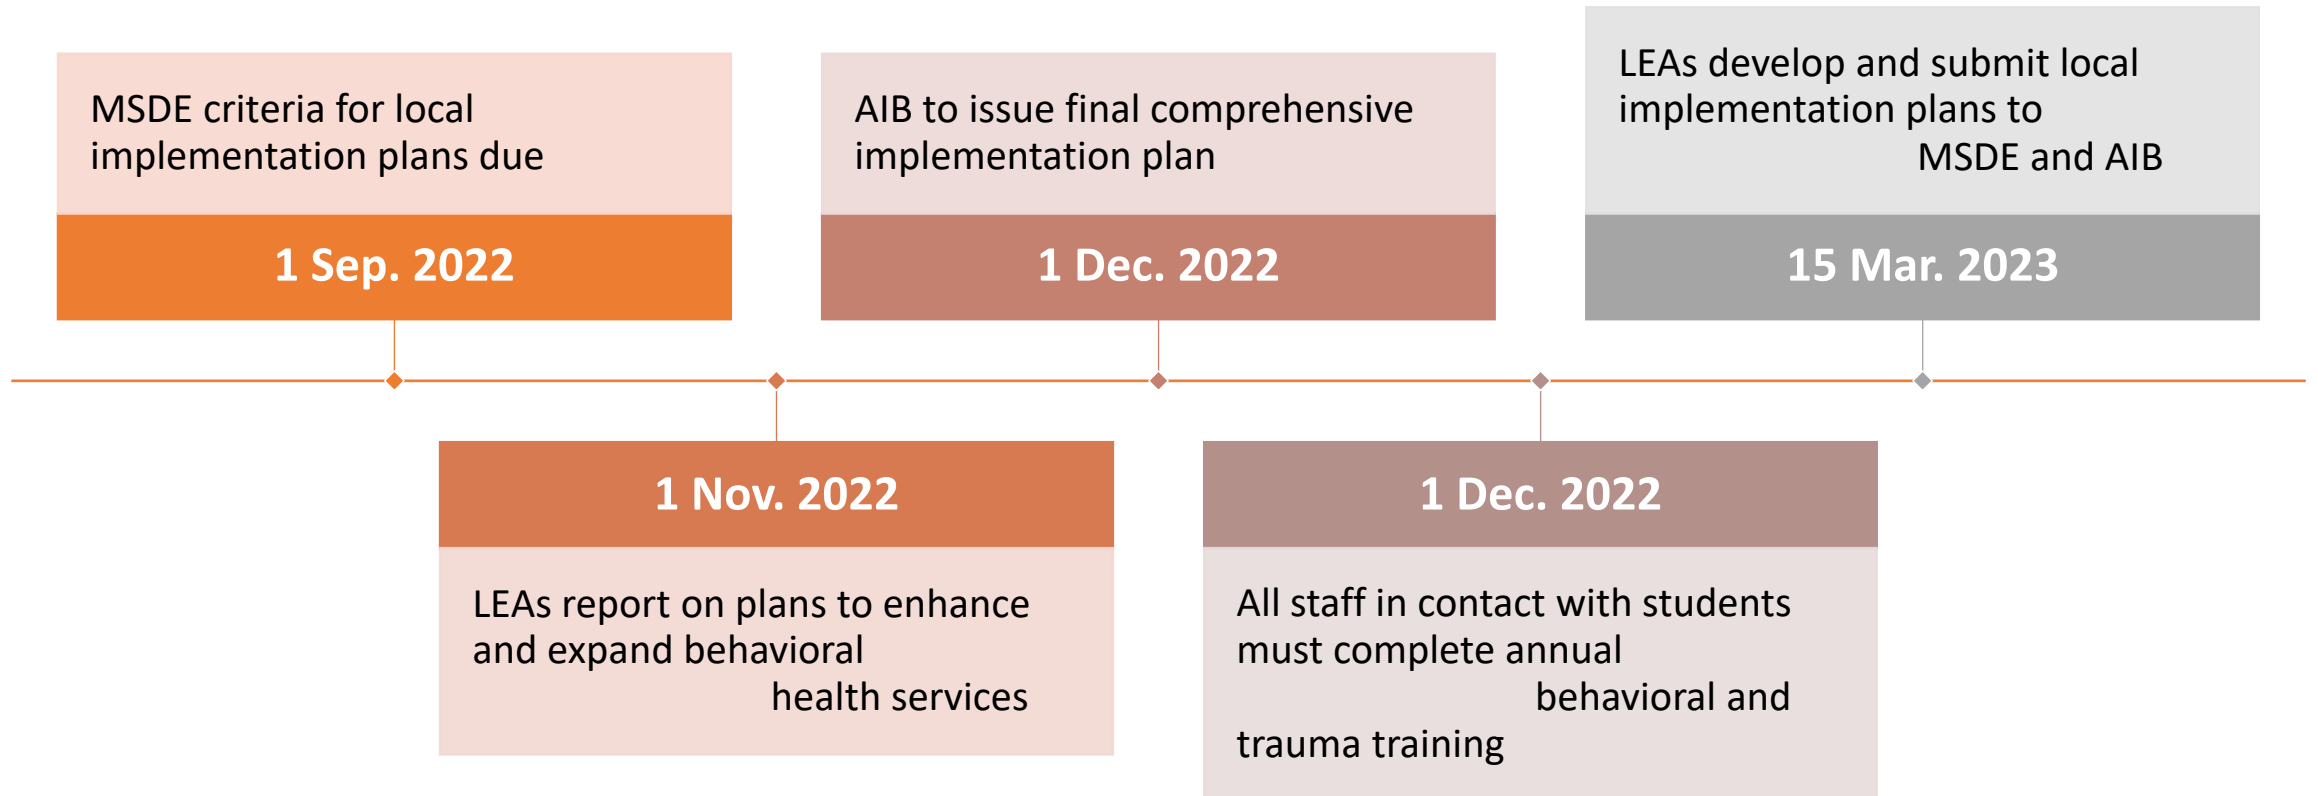 MSDE criteria for local
implementation plans due
1 Sep. 2022
1 Nov. 2022
LEAs report on plans to enhance
and expand behavioral
health services
AIB to issue final comprehensive
implementation plan
1 Dec. 2022
1 Dec. 2022
All staff in contact with students
must complete annual
behavioral and
trauma training
LEAs develop and submit local
implementation plans to
MSDE and AIB
15 Mar. 2023